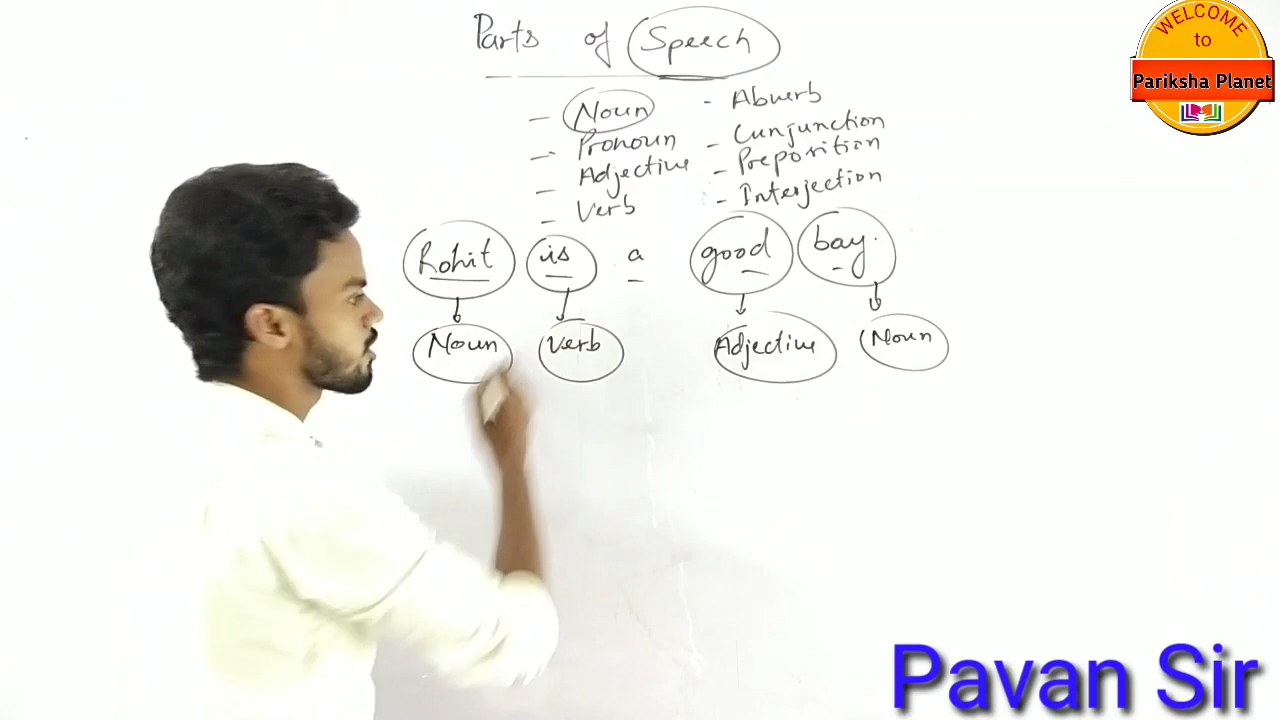 Parts of Speech
- Noun
- Pronoun
- Adjective
- Verb
- Abverb
- Cunjunction
- Preposition
- Interjection
Rohit is a good bay.
Noun Verb Adjective Noun
WELCOME
to
Pariksha Planet
Pavan Sir